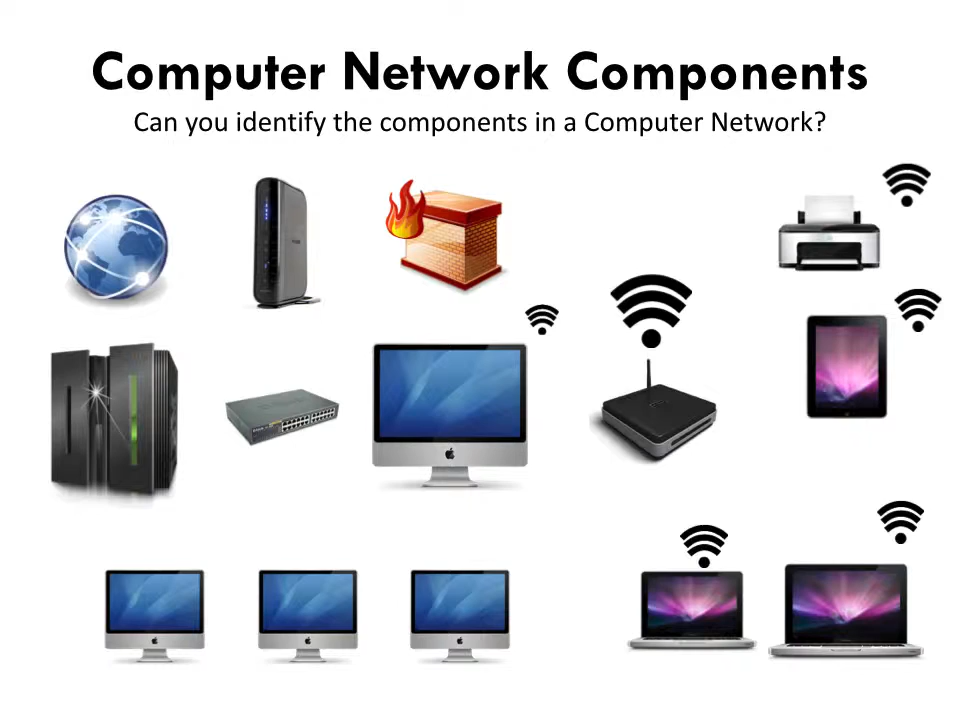 Computer Network Components
Can you identify the components in a Computer Network?